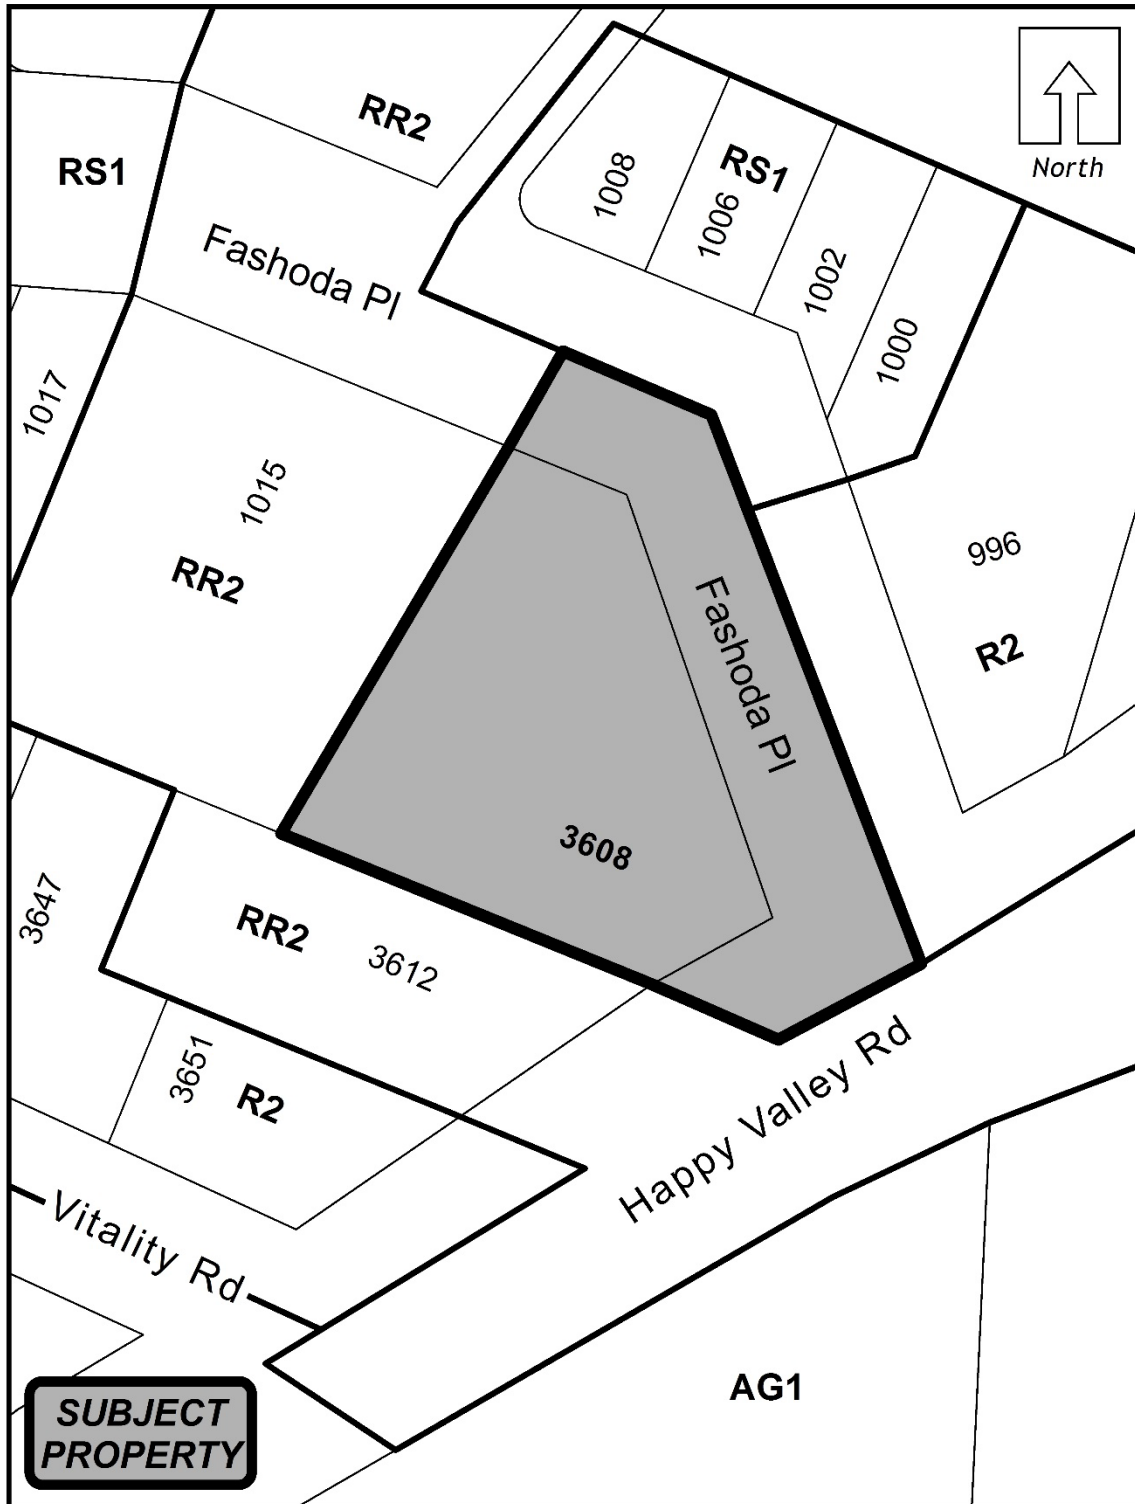 North
RR2
RS1
1008
RS1
1006
1002
1000
Fashoda Pl
1017
1015
RR2
996
R2
Fashoda Pl
3608
3647
RR2
3612
3651
R2
Happy Valley Rd
Vitality Rd
AG1
SUBJECT
PROPERTY